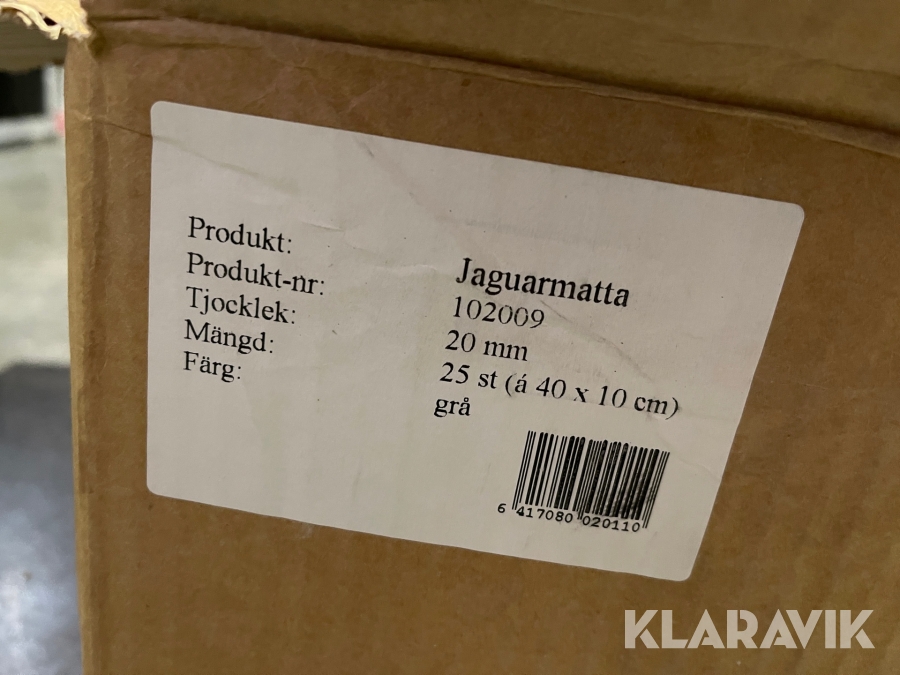 Produkt: Jaguarmatta
Produkt-nr: 102009
Tjocklek: 20 mm
Mängd: 25 st (á 40 x 10 cm)
Färg: grå
6 417080 020110
KLARAVIK